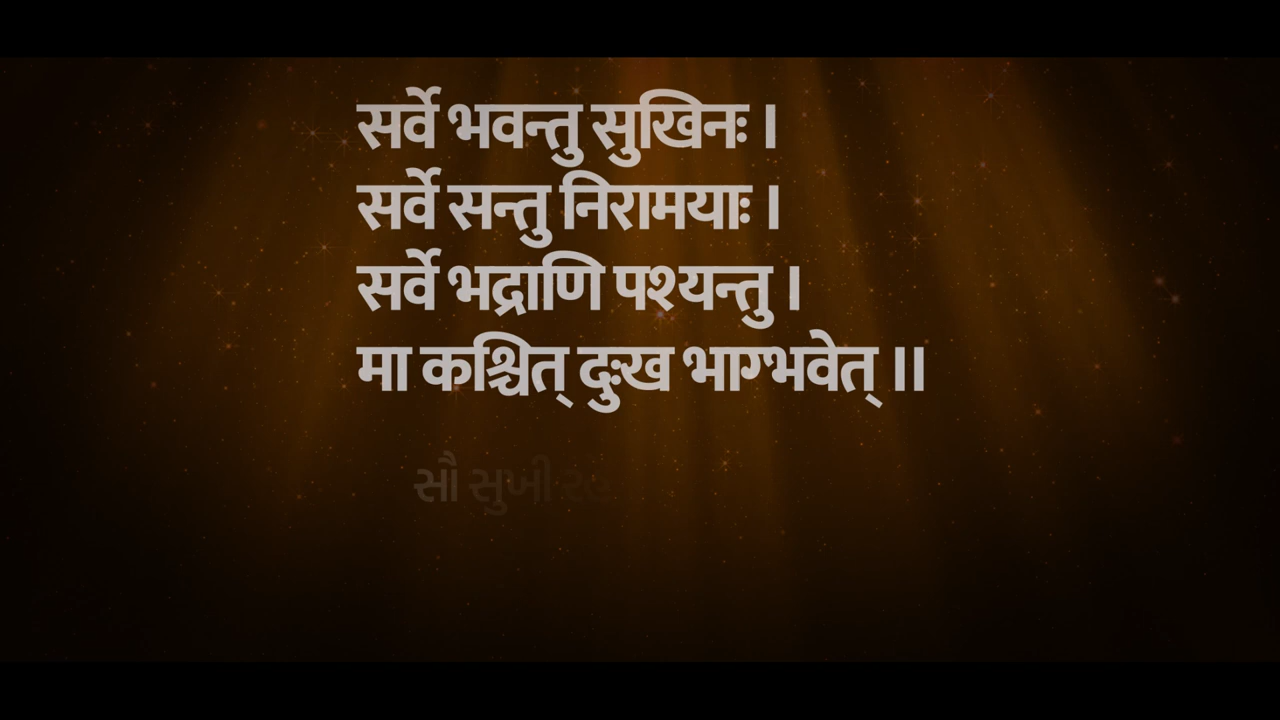 सर्वे भवन्तु सुखिनः ।
सर्वे सन्तु निरामयाः ।
सर्वे भद्राणि पश्यन्तु ।
मा कश्चित् दुःख भाग्भवेत् ॥
સૌ સુખી